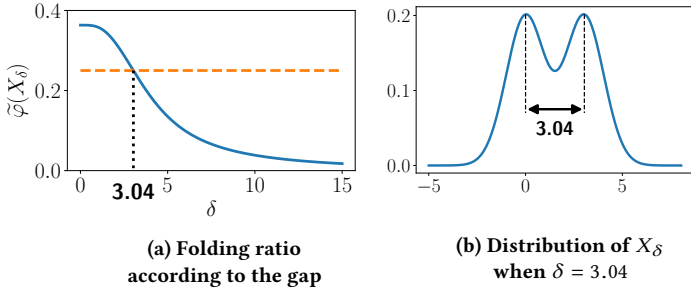 0.4
0.2
0.0
φ̃(X_δ)
0 5 10 15
3.04
δ
(a) Folding ratio
according to the gap
0.2
0.1
0.0
3.04
−5 0 5
(b) Distribution of X_δ
when δ = 3.04